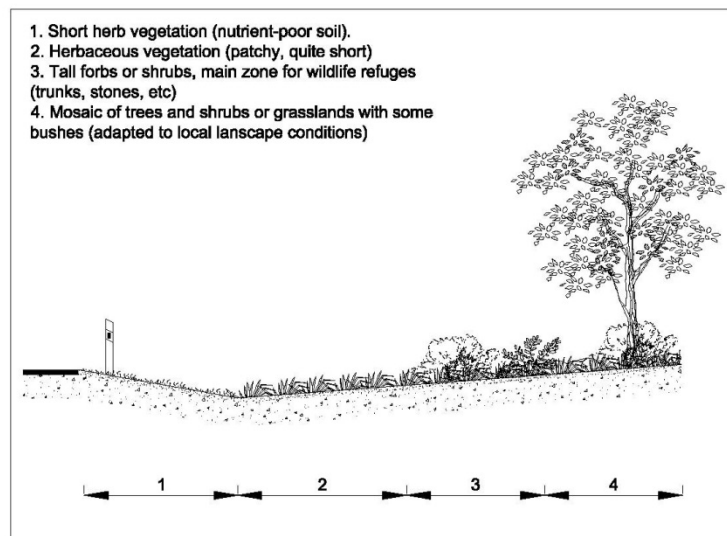 1. Short herb vegetation (nutrient-poor soil).
2. Herbaceous vegetation (patchy, quite short)
3. Tall forbs or shrubs, main zone for wildlife refuges
(trunks, stones, etc)
4. Mosaic of trees and shrubs or grasslands with some
bushes (adapted to local lanscape conditions)
1 2 3 4